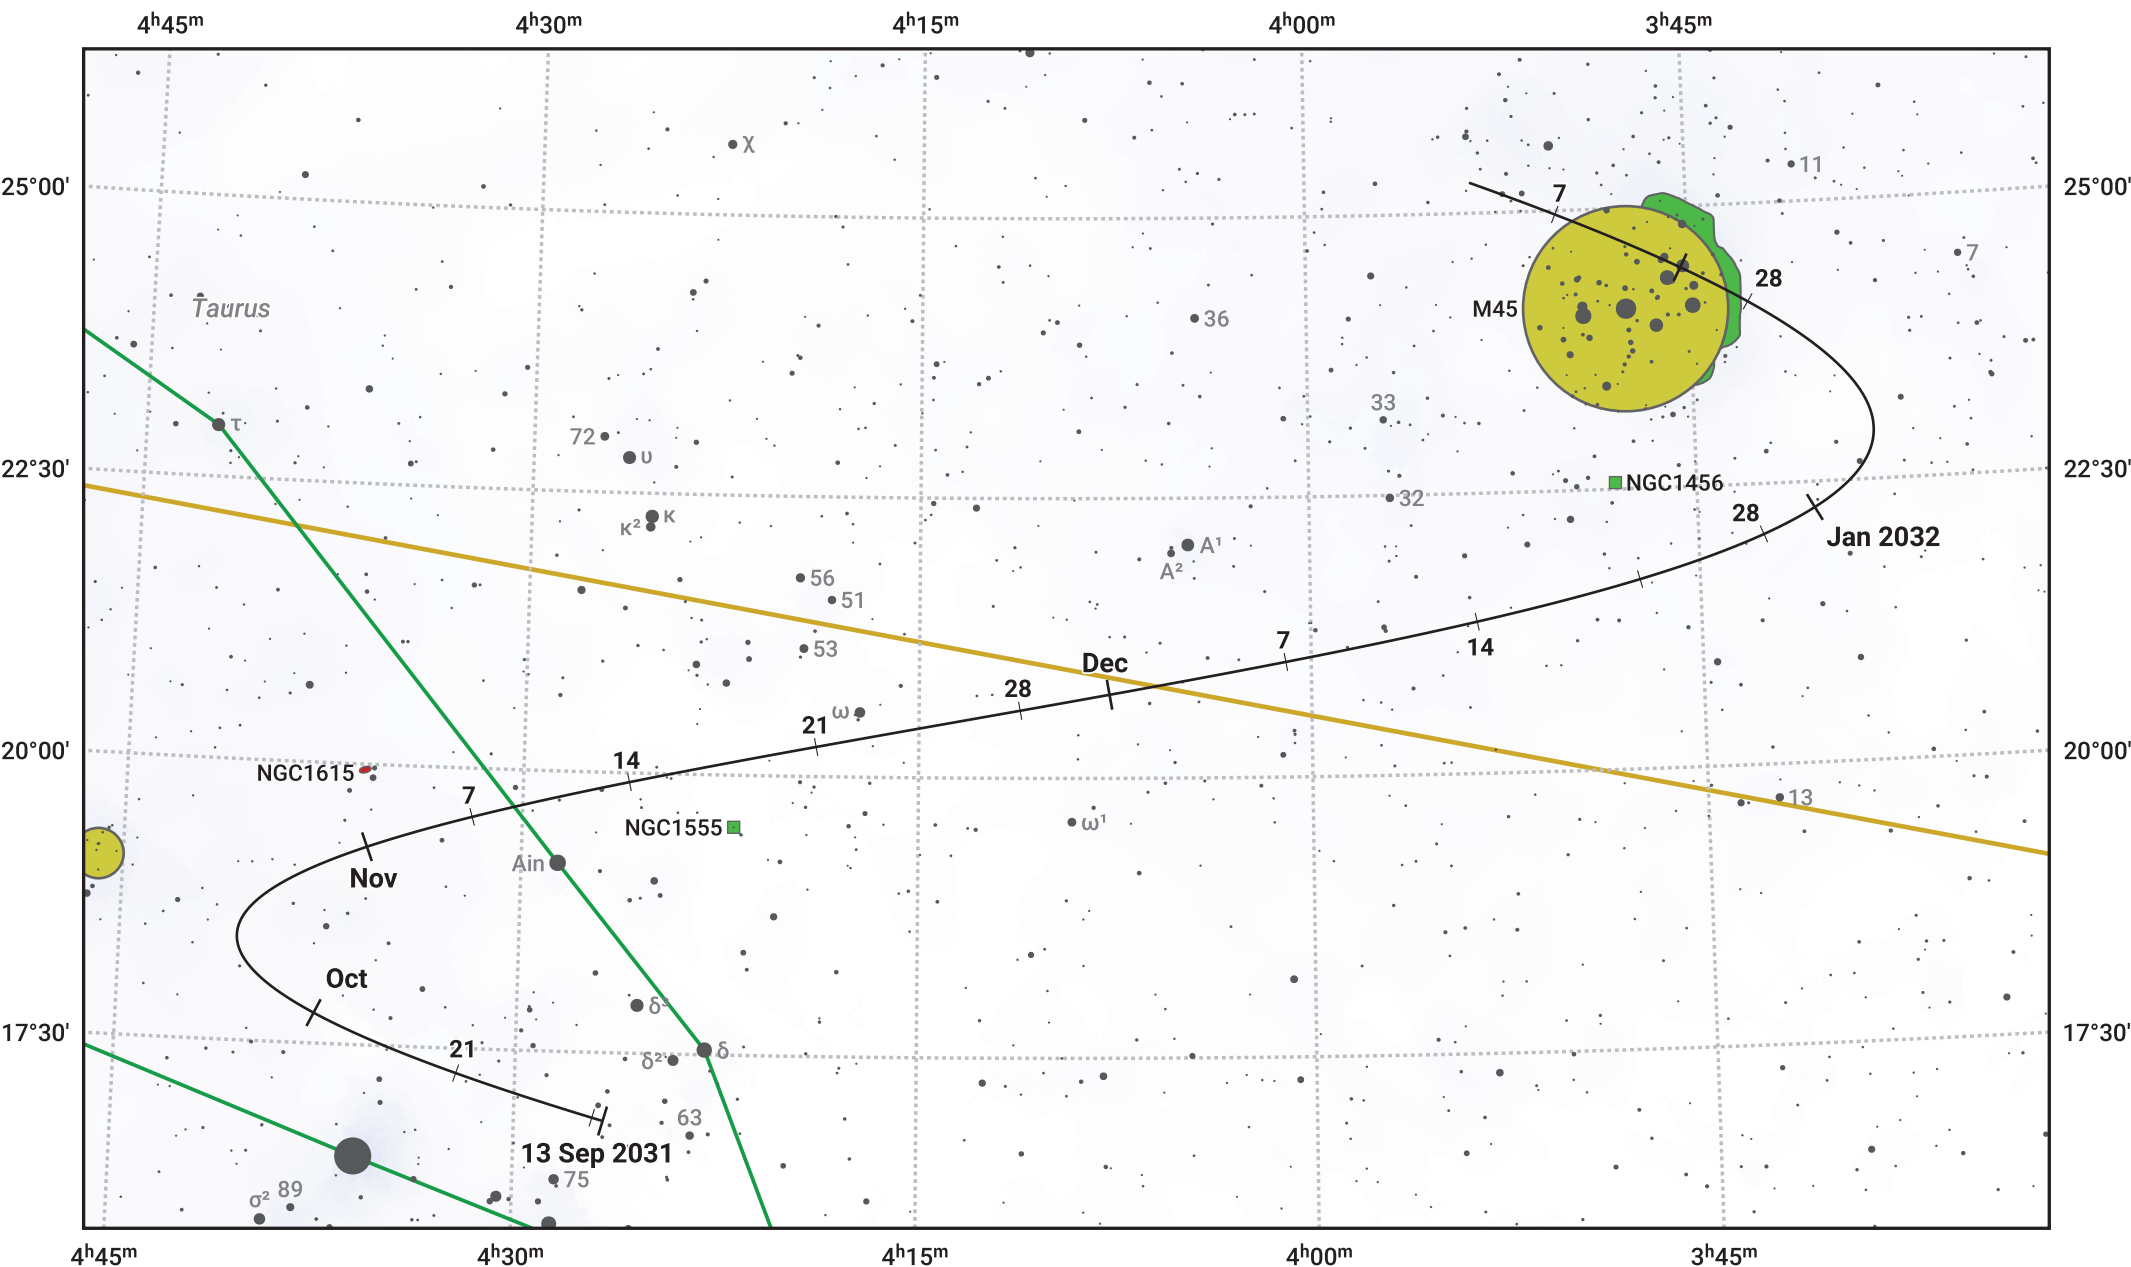 4ʰ45ᵐ 4ʰ30ᵐ 4ʰ15ᵐ 4ʰ00ᵐ 3ʰ45ᵐ
χ
11
25°00' 25°00'
7
7
28
Taurus
M45
36
33
τ
72
υ
22°30' 22°30'
NGC1456
32
κ
28
κ²
Jan 2032
A¹
A²
56
51
7
14
53
Dec
28
ω
21
20°00' 20°00'
14
NGC1615
7
13
NGC1555
ω¹
Ain
Nov
Oct
δ³
17°30' 17°30'
21
δ
δ²
63
13 Sep 2031
75
89
σ²
4ʰ45ᵐ 4ʰ30ᵐ 4ʰ15ᵐ 4ʰ00ᵐ 3ʰ45ᵐ